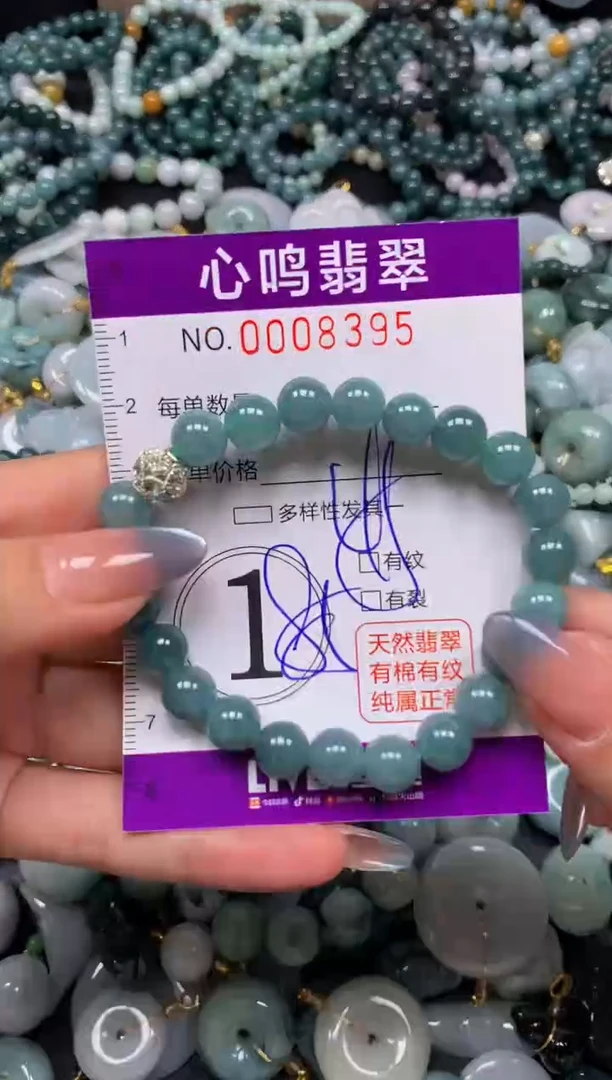 心鸣翡翠
NO.0008395
1
2
每单数
单价格
多样性发具
有纹
有裂
1
天然翡翠
有棉有纹
纯属正常
7